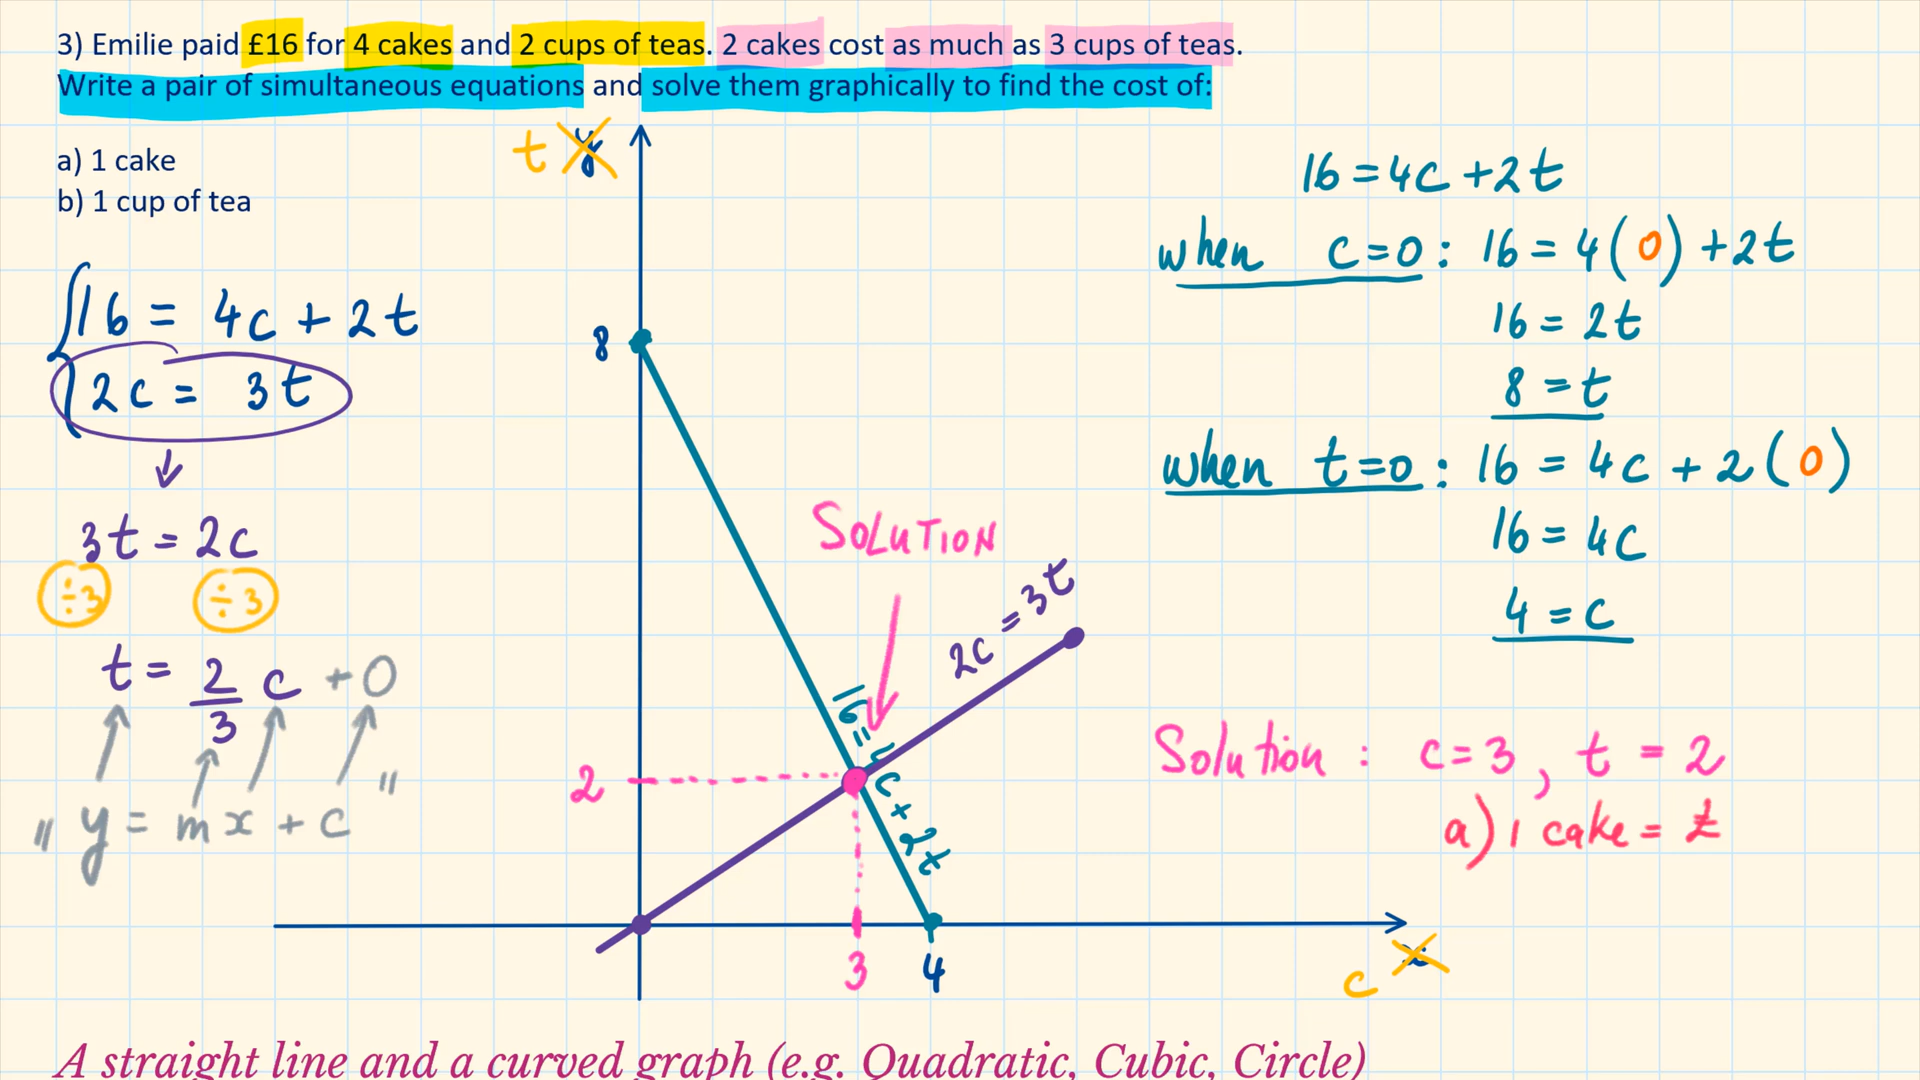 3) Emilie paid £16 for 4 cakes and 2 cups of teas. 2 cakes cost as much as 3 cups of teas.
Write a pair of simultaneous equations and solve them graphically to find the cost of:
a) 1 cake
b) 1 cup of tea
16 = 4c + 2t
2c = 3t
3t = 2c
÷3 ÷3
t = 2/3 c + 0
" y = mx + c "
t y
8
2
3
4
c x
SOLUTION
2c = 3t
16 = 4c + 2t
16 = 4c + 2t
when c = 0 : 16 = 4(0) + 2t
16 = 2t
8 = t
when t = 0 : 16 = 4c + 2(0)
16 = 4c
4 = c
Solution : c = 3, t = 2
a) 1 cake = £
A straight line and a curved graph (e.g. Quadratic, Cubic, Circle)